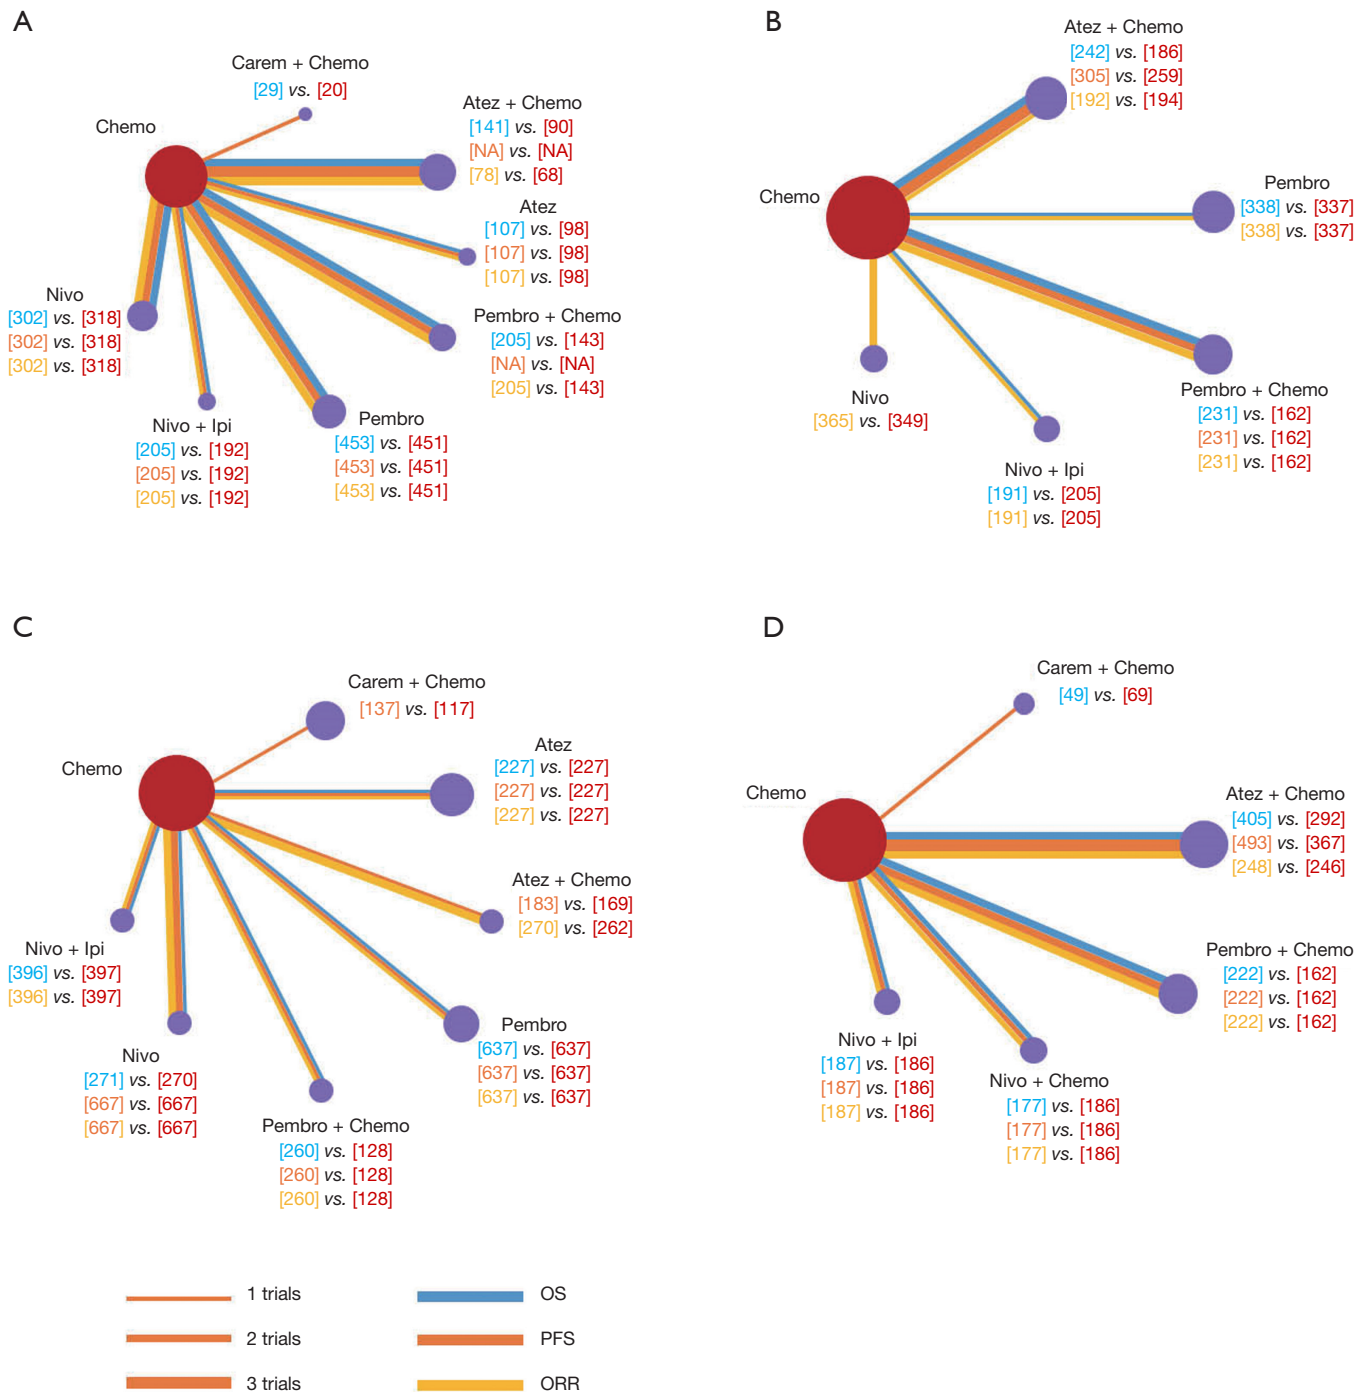 A
Carem + Chemo
[29] vs. [20]
Chemo
Atez + Chemo
[141] vs. [90]
[NA] vs. [NA]
[78] vs. [68]
Atez
[107] vs. [98]
[107] vs. [98]
[107] vs. [98]
Pembro + Chemo
[205] vs. [143]
[NA] vs. [NA]
[205] vs. [143]
Nivo
[302] vs. [318]
[302] vs. [318]
[302] vs. [318]
Nivo + Ipi
[205] vs. [192]
[205] vs. [192]
[205] vs. [192]
Pembro
[453] vs. [451]
[453] vs. [451]
[453] vs. [451]
B
Atez + Chemo
[242] vs. [186]
[305] vs. [259]
[192] vs. [194]
Chemo
Pembro
[338] vs. [337]
[338] vs. [337]
Pembro + Chemo
[231] vs. [162]
[231] vs. [162]
[231] vs. [162]
Nivo
[365] vs. [349]
Nivo + Ipi
[191] vs. [205]
[191] vs. [205]
C
Carem + Chemo
[137] vs. [117]
Chemo
Atez
[227] vs. [227]
[227] vs. [227]
[227] vs. [227]
Atez + Chemo
[183] vs. [169]
[270] vs. [262]
Nivo + Ipi
[396] vs. [397]
[396] vs. [397]
Pembro
[637] vs. [637]
[637] vs. [637]
[637] vs. [637]
Nivo
[271] vs. [270]
[667] vs. [667]
[667] vs. [667]
Pembro + Chemo
[260] vs. [128]
[260] vs. [128]
[260] vs. [128]
D
Carem + Chemo
[49] vs. [69]
Chemo
Atez + Chemo
[405] vs. [292]
[493] vs. [367]
[248] vs. [246]
Pembro + Chemo
[222] vs. [162]
[222] vs. [162]
[222] vs. [162]
Nivo + Ipi
[187] vs. [186]
[187] vs. [186]
[187] vs. [186]
Nivo + Chemo
[177] vs. [186]
[177] vs. [186]
[177] vs. [186]
1 trials
OS
2 trials
PFS
3 trials
ORR